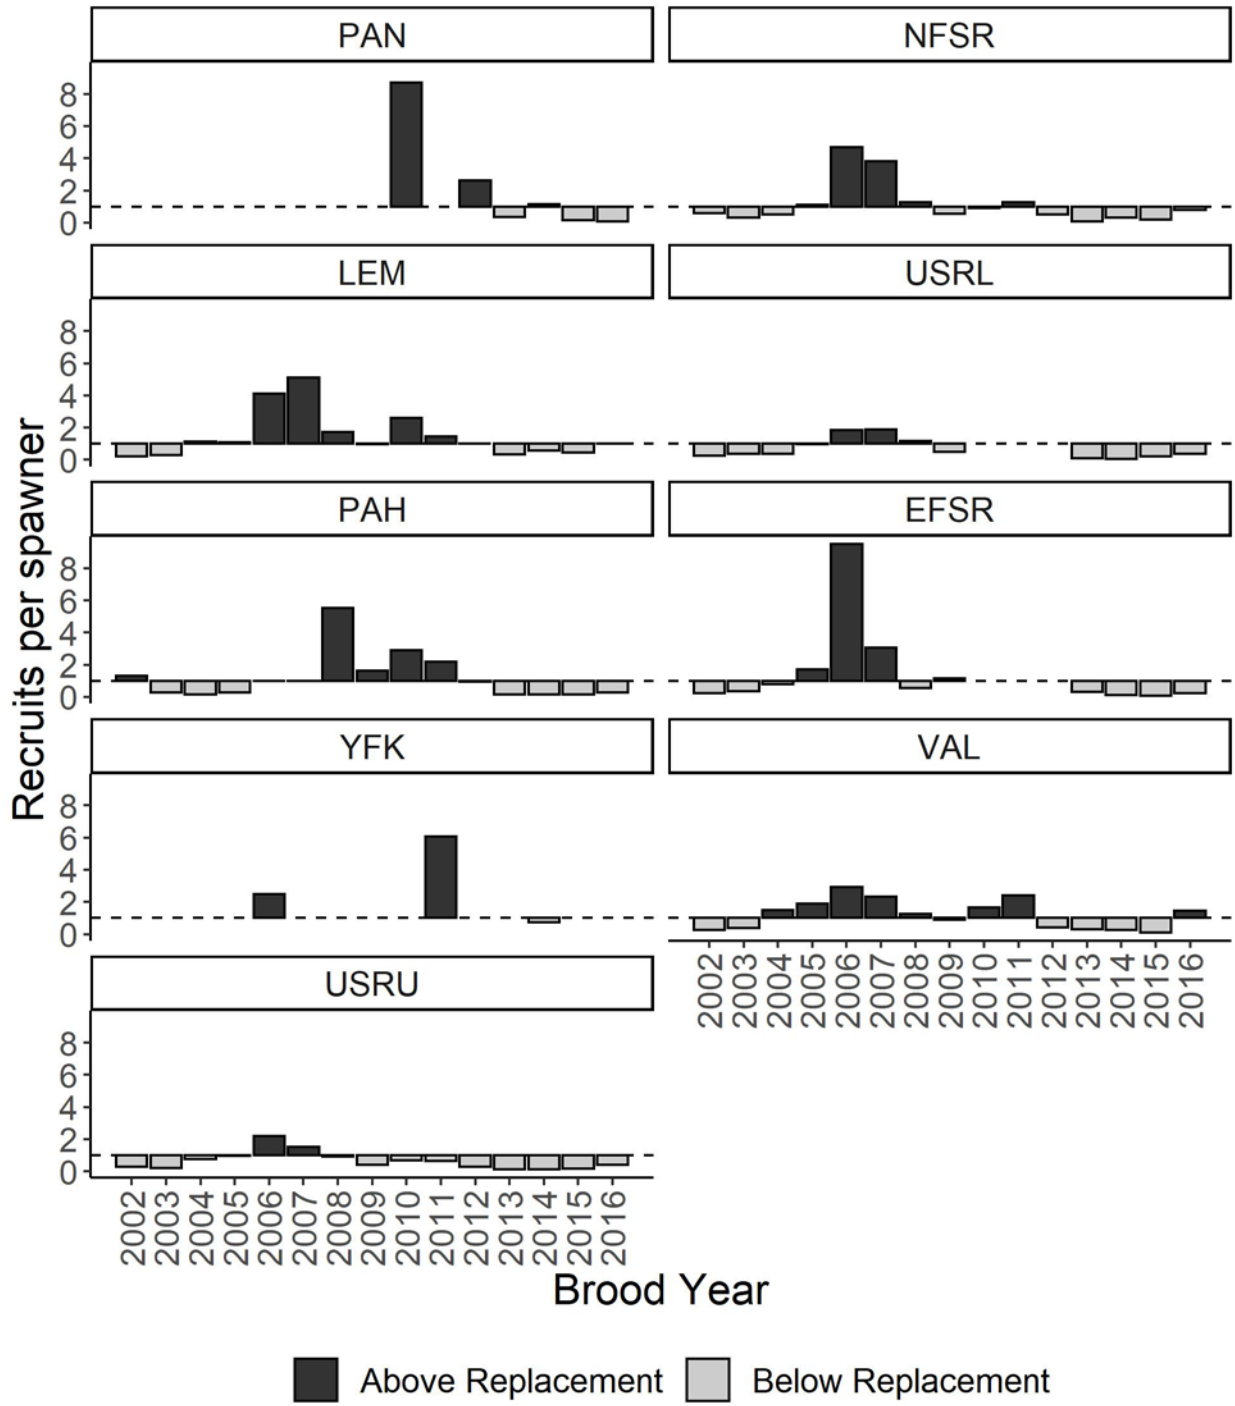 PAN
NFSR
8
6
4
2
0
LEM
USRL
8
6
4
2
0
PAH
EFSR
8
6
4
2
0
YFK
VAL
8
6
4
2
0
2002 2003 2004 2005 2006 2007 2008 2009 2010 2011 2012 2013 2014 2015 2016
USRU
8
6
4
2
0
2002 2003 2004 2005 2006 2007 2008 2009 2010 2011 2012 2013 2014 2015 2016
Recruits per spawner
Brood Year
Above Replacement
Below Replacement